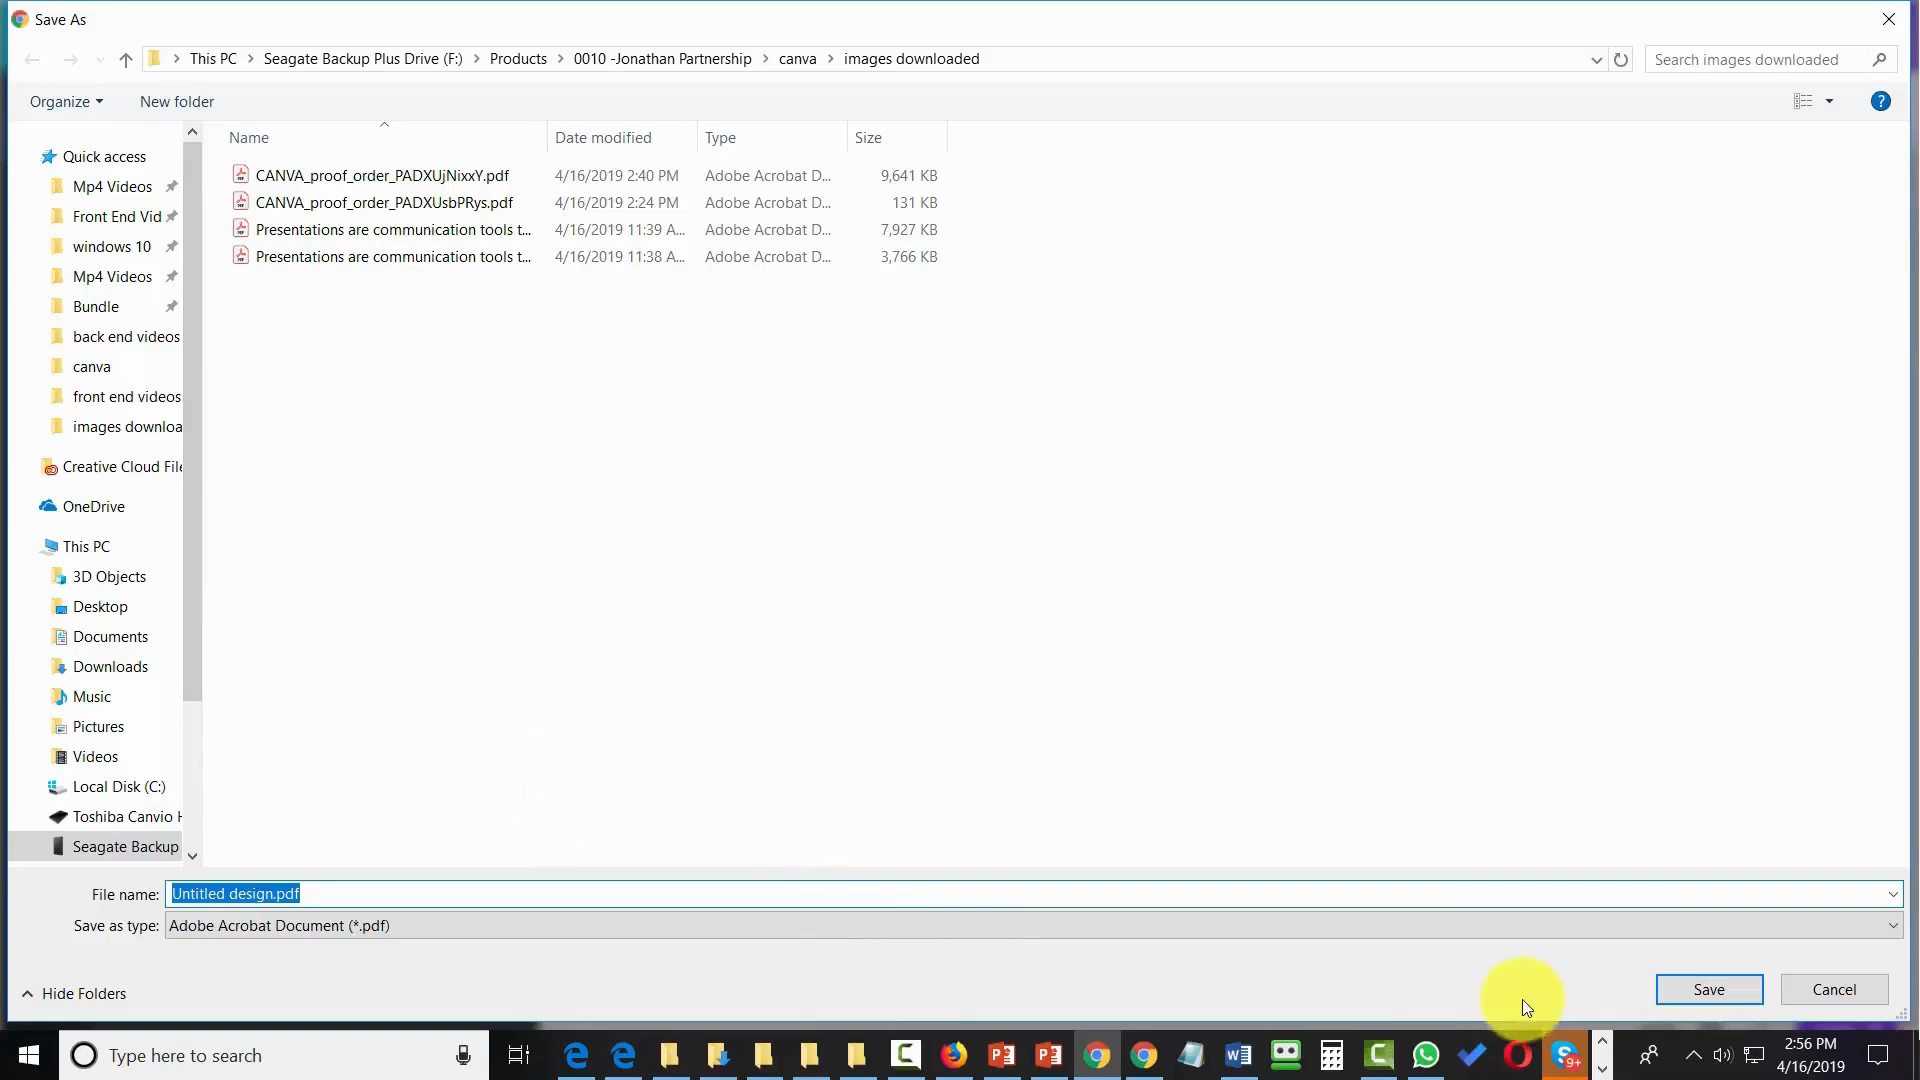 Save As
This PC > Seagate Backup Plus Drive (F:) > Products > 0010 -Jonathan Partnership > canva > images downloaded
Search images downloaded
Organize
New folder
Name
Date modified
Type
Size
CANVA_proof_order_PADXUjNixxY.pdf 4/16/2019 2:40 PM Adobe Acrobat D... 9,641 KB
CANVA_proof_order_PADXUsbPRys.pdf 4/16/2019 2:24 PM Adobe Acrobat D... 131 KB
Presentations are communication tools t... 4/16/2019 11:39 A... Adobe Acrobat D... 7,927 KB
Presentations are communication tools t... 4/16/2019 11:38 A... Adobe Acrobat D... 3,766 KB
Quick access
Mp4 Videos
Front End Vid
windows 10
Mp4 Videos
Bundle
back end videos
canva
front end videos
images downloa
Creative Cloud File
OneDrive
This PC
3D Objects
Desktop
Documents
Downloads
Music
Pictures
Videos
Local Disk (C:)
Toshiba Canvio H
Seagate Backup
File name: Untitled design.pdf
Save as type: Adobe Acrobat Document (*.pdf)
Hide Folders
Save
Cancel
Type here to search
9+
2:56 PM
4/16/2019